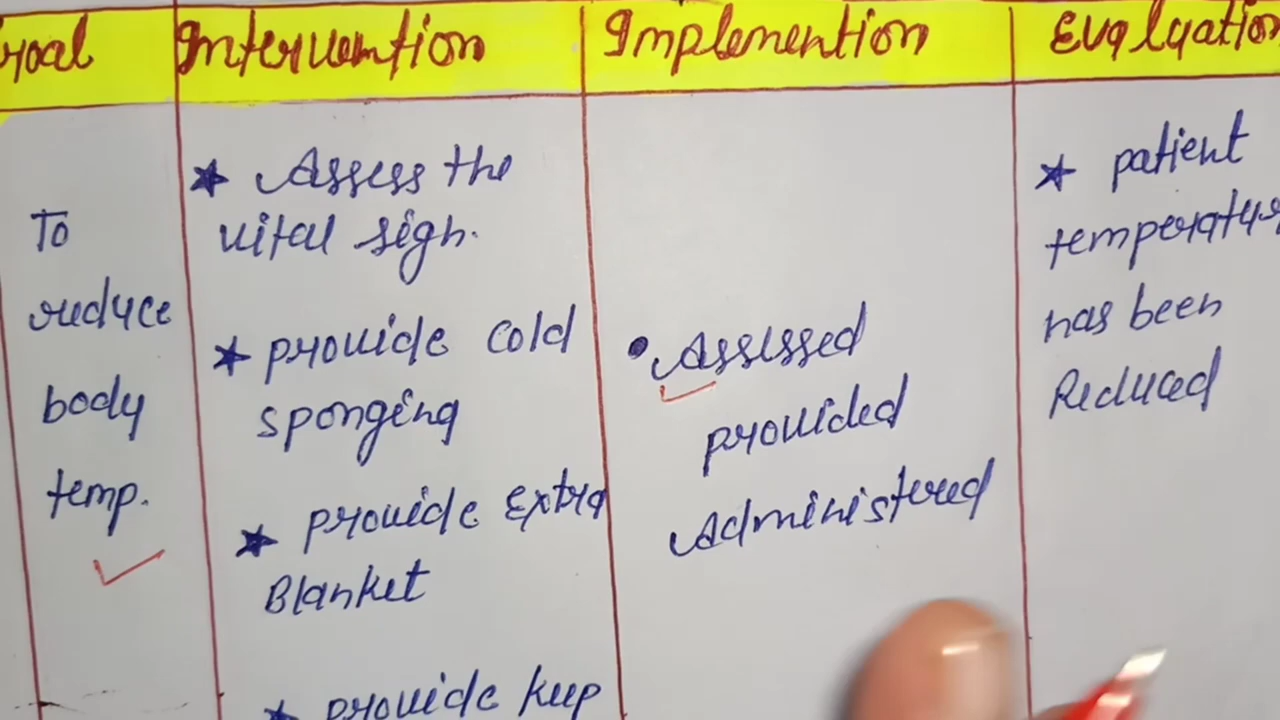 Goal
Intervention
Implemention
Evaluation
To
reduce
body
temp.
★ Assess the
vital sign.
★ provide cold
sponging
★ provide Extra
Blanket
★ provide keep
• Assessed
provided
Administered
★ patient
temperature
has been
Reduced